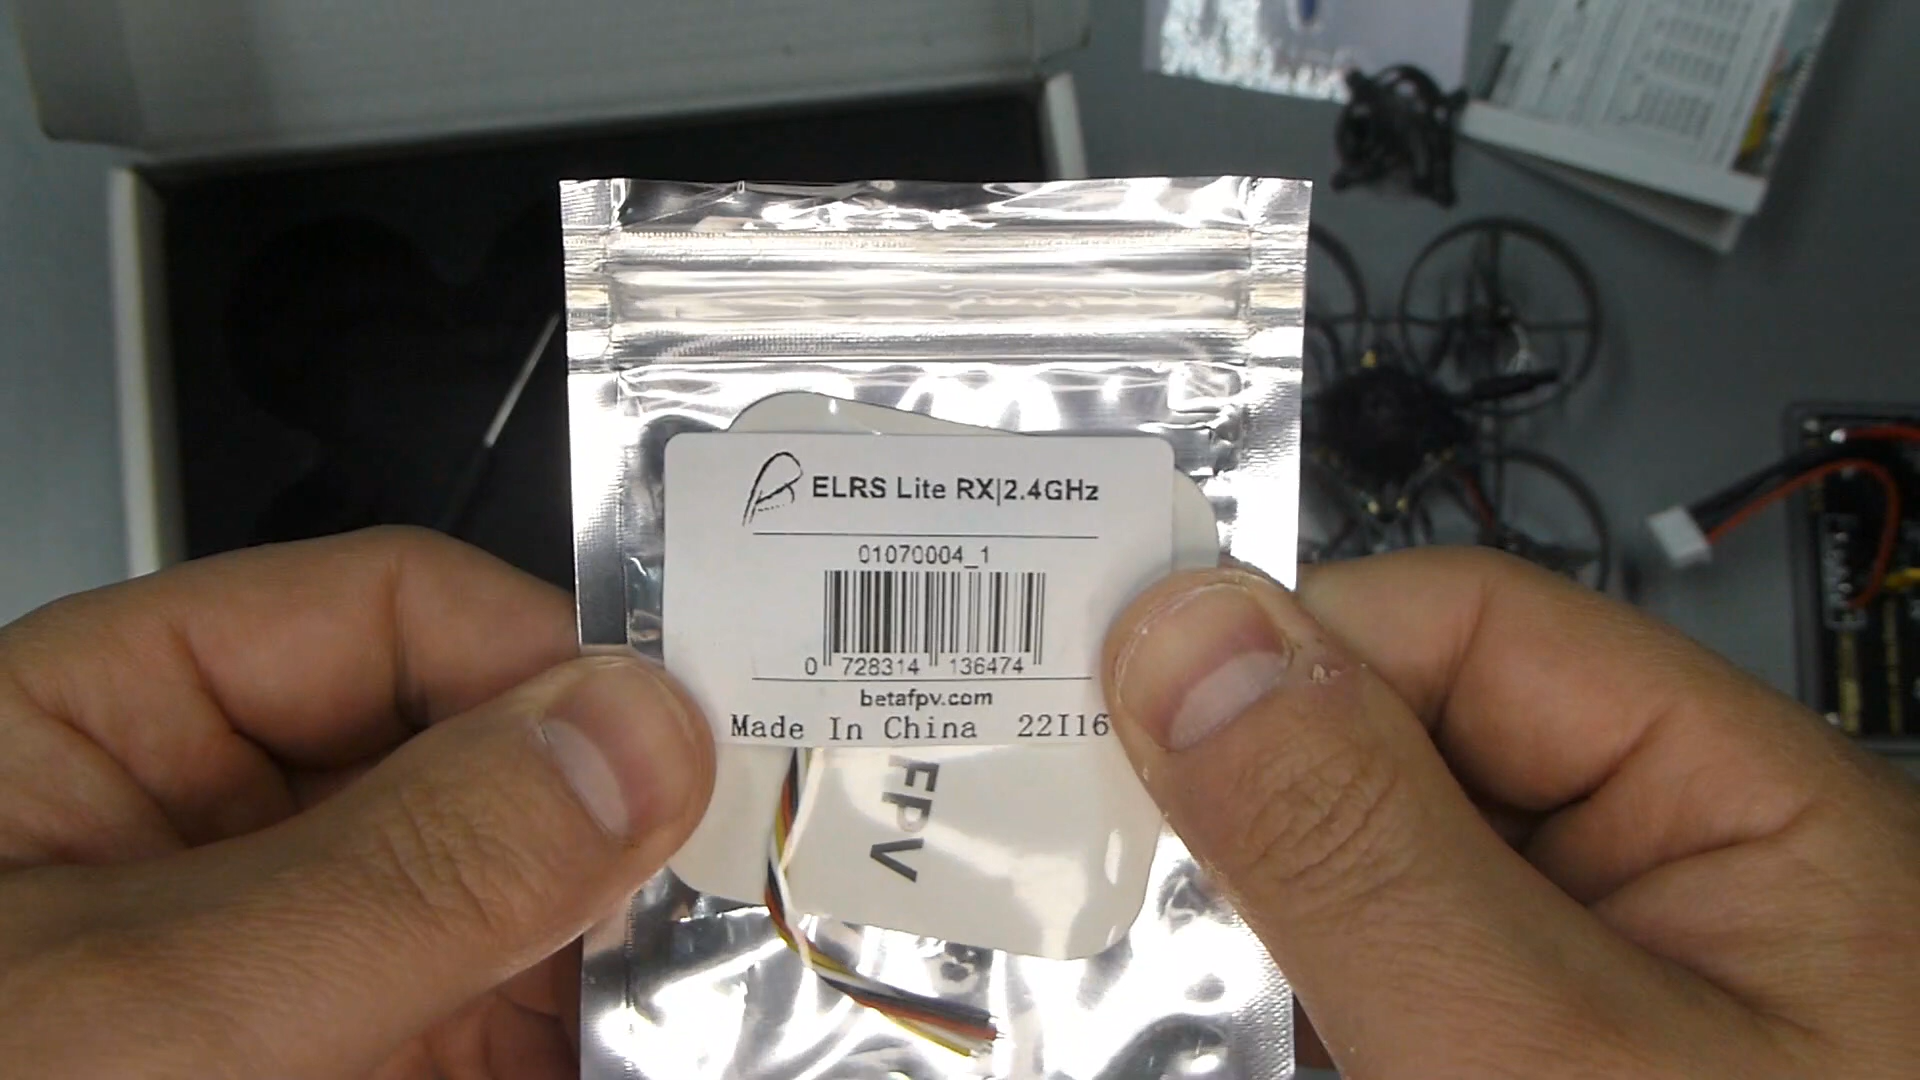 ELRS Lite RX|2.4GHz
01070004_1
0 728314 136474
betafpv.com
Made In China 22I16
FPV